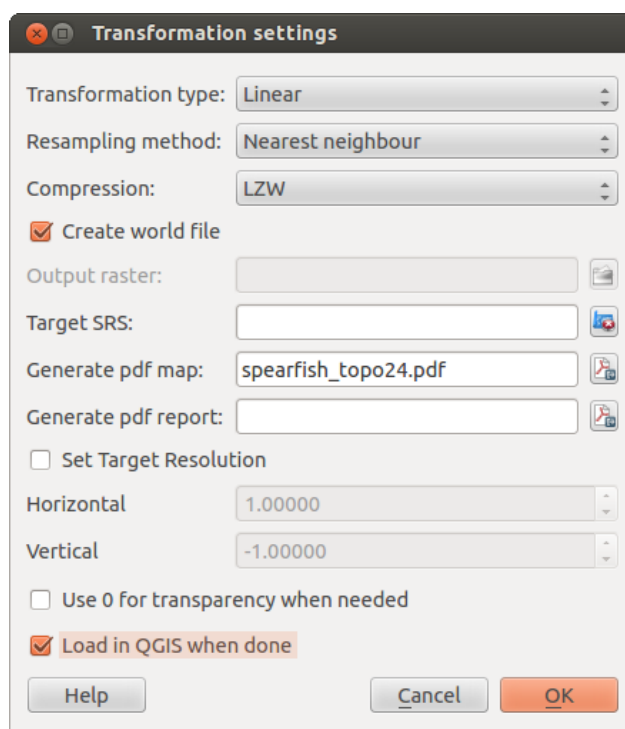 Transformation settings
Transformation type: Linear
Resampling method: Nearest neighbour
Compression: LZW
Create world file
Output raster:
Target SRS:
Generate pdf map: spearfish_topo24.pdf
Generate pdf report:
Set Target Resolution
Horizontal 1.00000
Vertical -1.00000
Use 0 for transparency when needed
Load in QGIS when done
Help Cancel OK